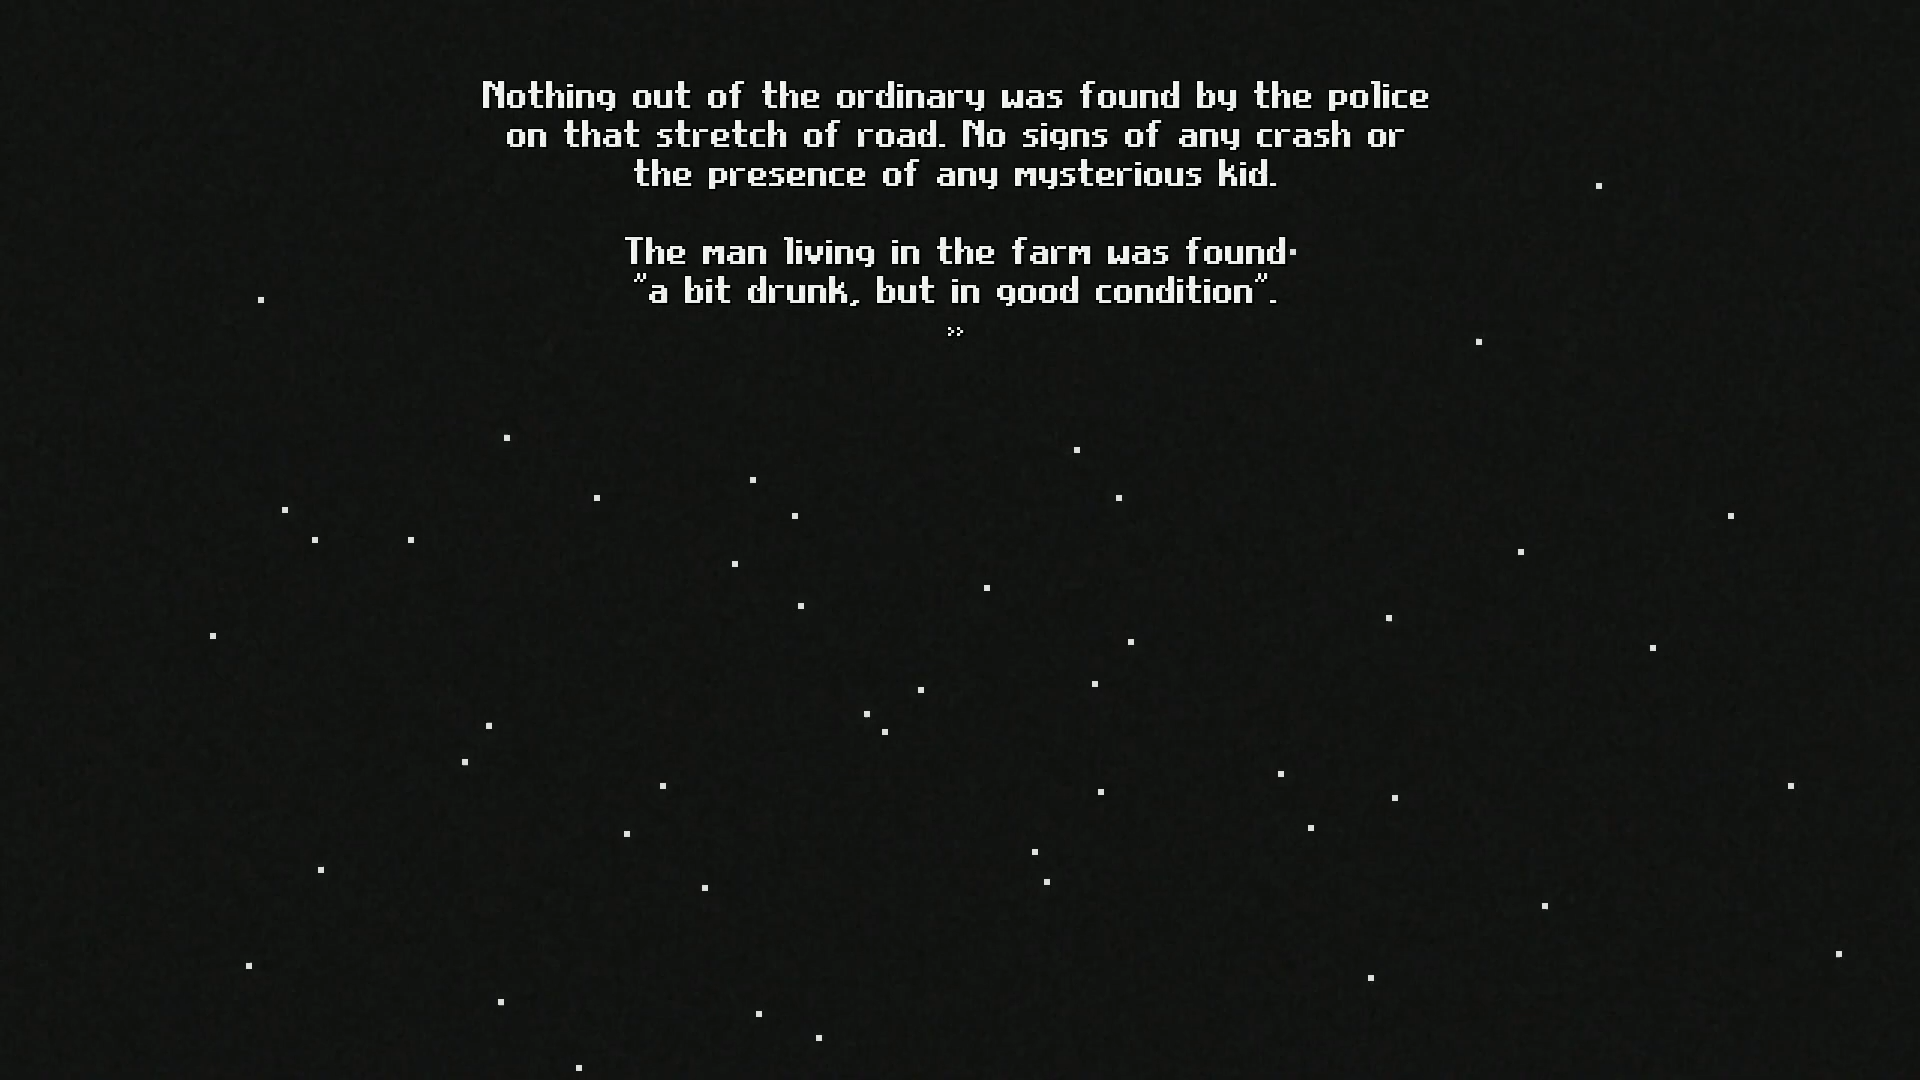 Nothing out of the ordinary was found by the police
on that stretch of road. No signs of any crash or
the presence of any mysterious kid.
The man living in the farm was found·
"a bit drunk, but in good condition".
»